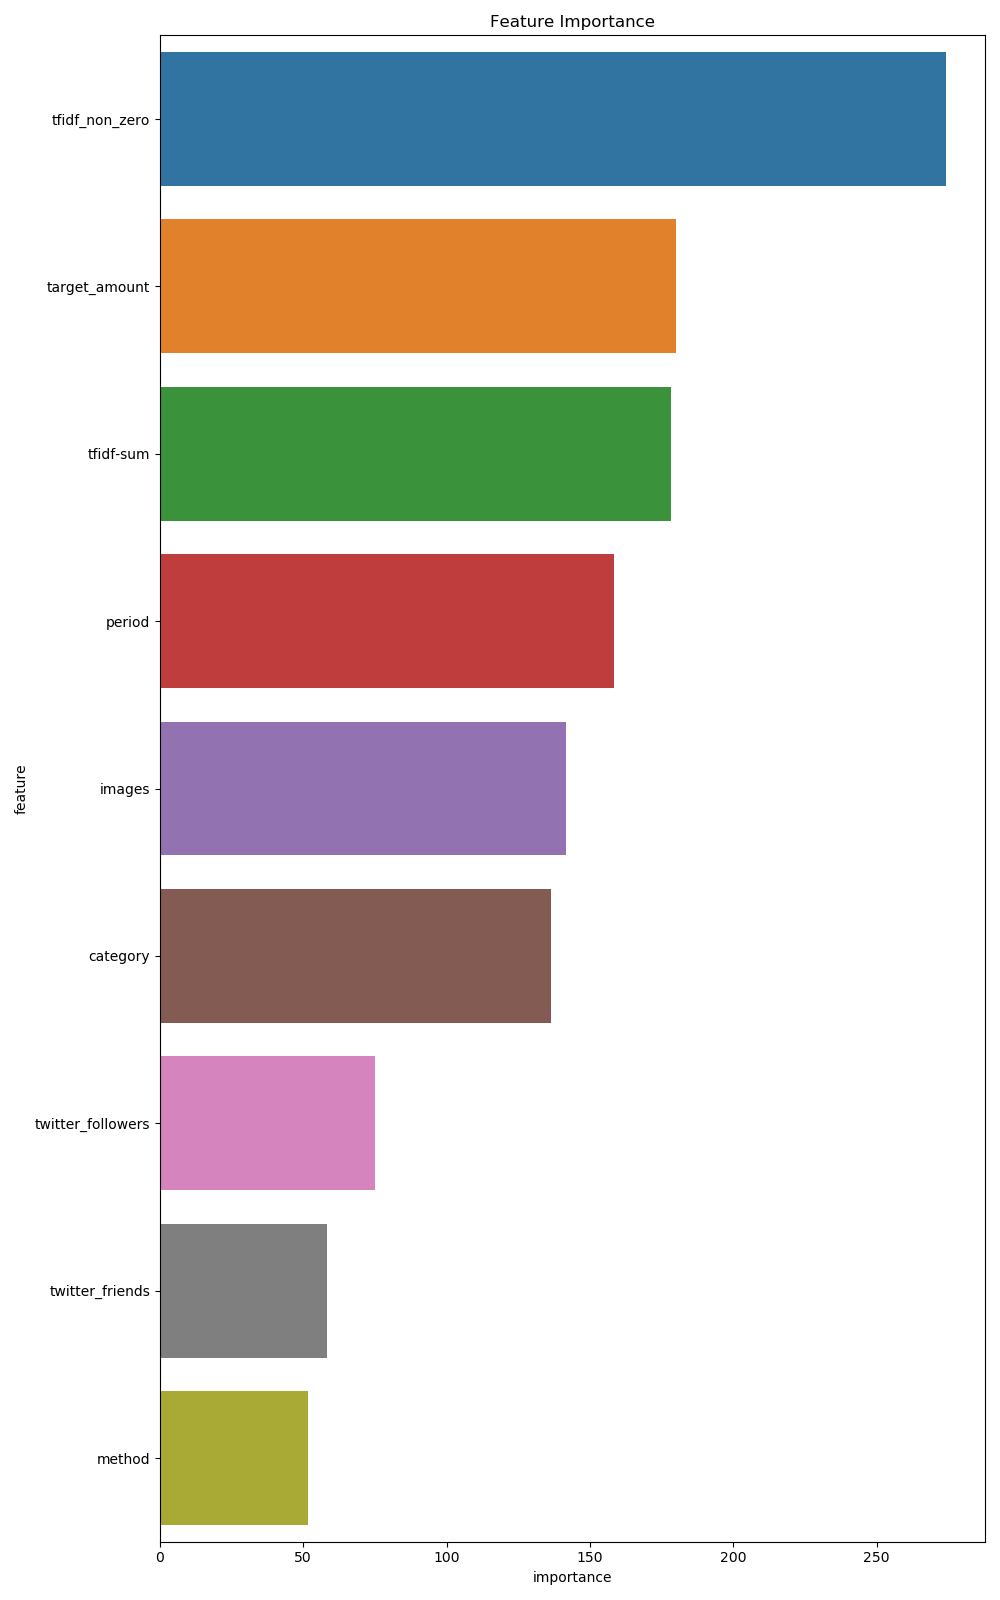 Feature Importance
tfidf_non_zero
target_amount
tfidf-sum
period
images
category
twitter_followers
twitter_friends
method
feature
0 50 100 150 200 250
importance